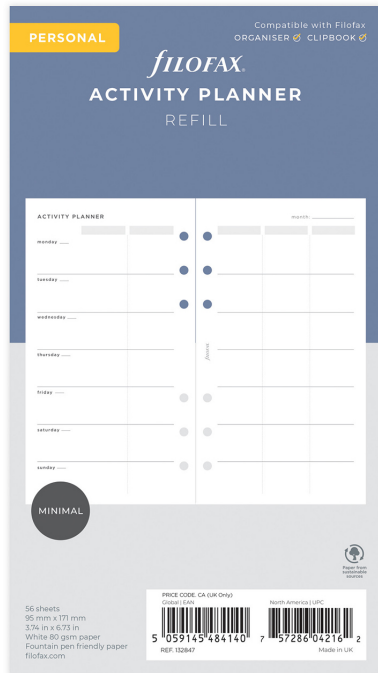 PERSONAL
Compatible with Filofax
ORGANISER CLIPBOOK
fILOFAX
ACTIVITY PLANNER
REFILL
ACTIVITY PLANNER
month:
monday
tuesday
wednesday
thursday
filofax
friday
saturday
sunday
MINIMAL
Paper from
sustainable
sources
56 sheets
95 mm x 171 mm
3.74 in x 6.73 in
White 80 gsm paper
Fountain pen friendly paper
filofax.com
PRICE CODE. CA (UK Only)
Global | EAN
North America | UPC
5 059145 484140
7 57286 04216 2
REF. 132847
Made in UK